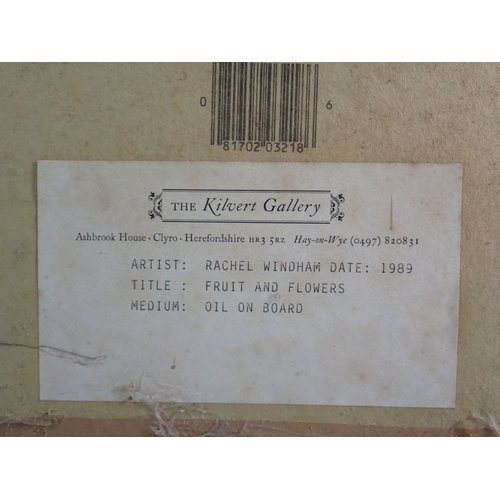 0 6
81702 03218
THE Kilvert Gallery
Ashbrook House · Clyro · Herefordshire HR3 5RZ Hay-on-Wye (0497) 820831
ARTIST: RACHEL WINDHAM DATE: 1989
TITLE : FRUIT AND FLOWERS
MEDIUM: OIL ON BOARD